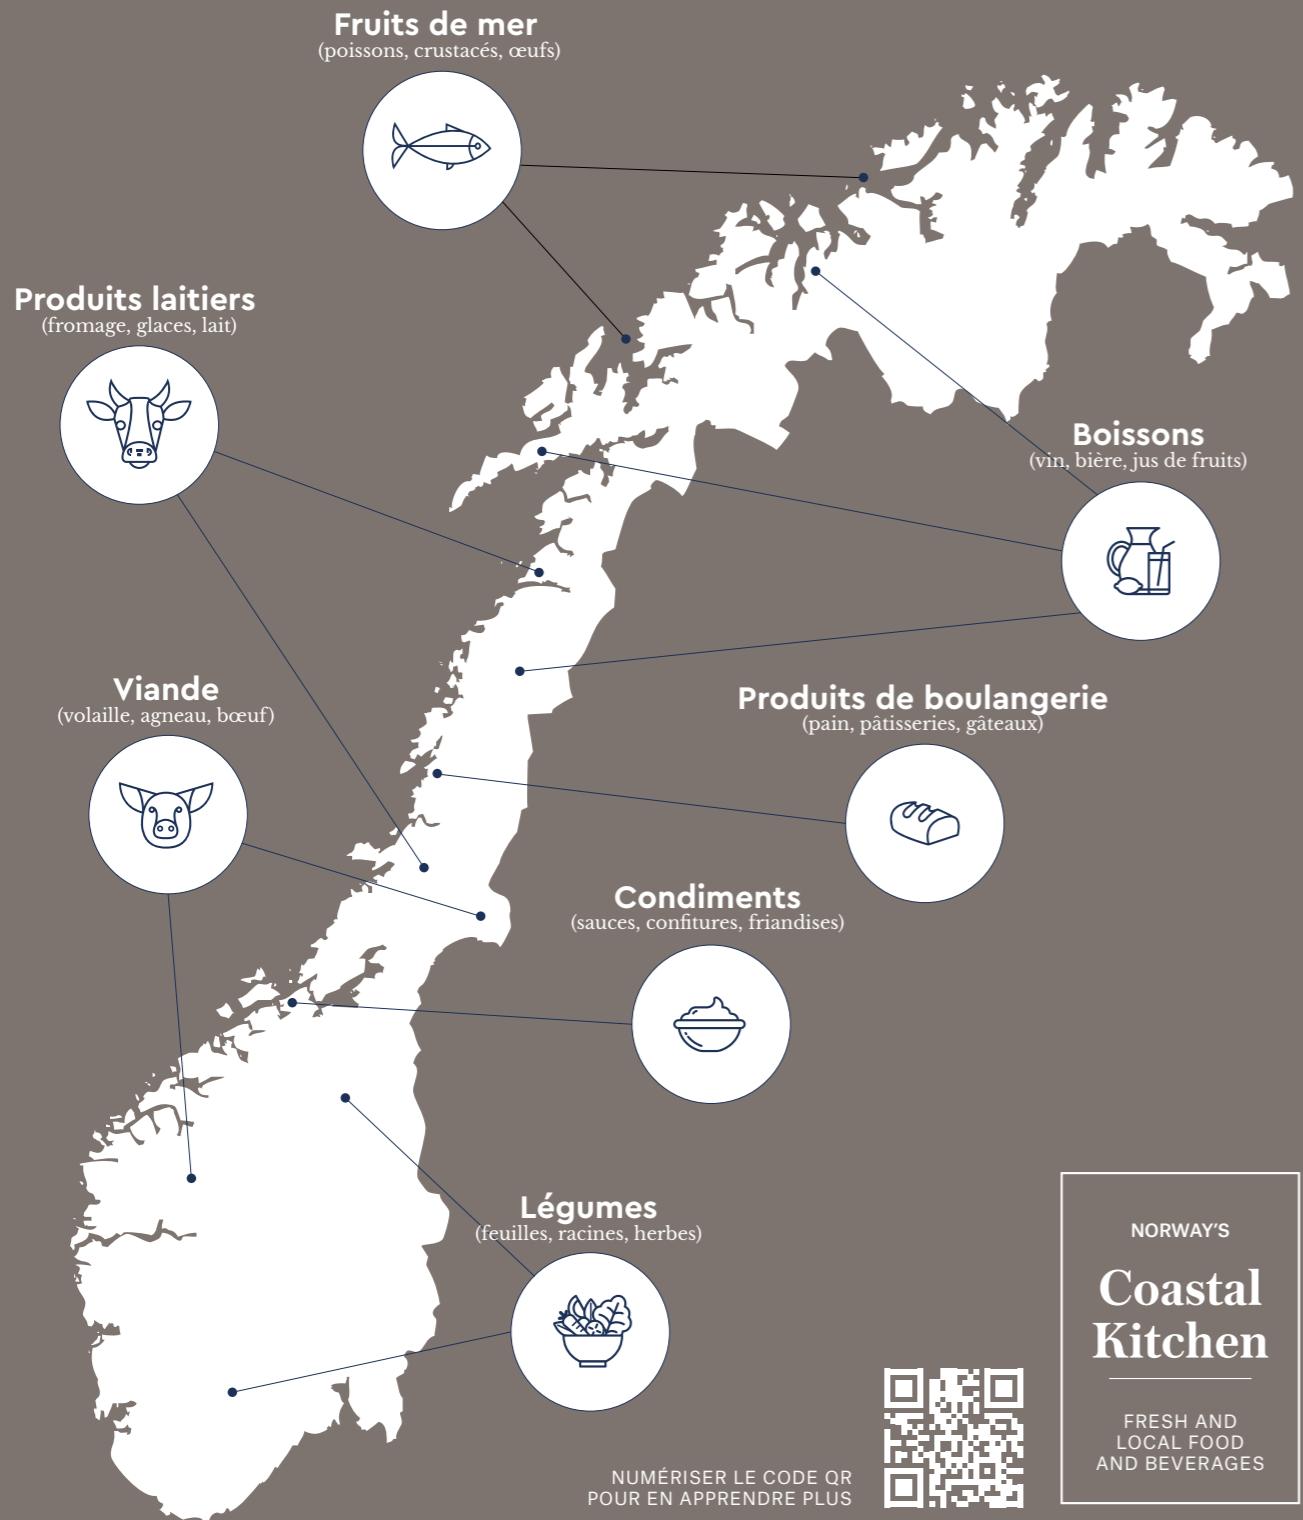 Fruits de mer
(poissons, crustacés, œufs)
Produits laitiers
(fromage, glaces, lait)
Boissons
(vin, bière, jus de fruits)
Viande
(volaille, agneau, bœuf)
Produits de boulangerie
(pain, pâtisseries, gâteaux)
Condiments
(sauces, confitures, friandises)
Légumes
(feuilles, racines, herbes)
NUMÉRISER LE CODE QR
POUR EN APPRENDRE PLUS
NORWAY'S
Coastal
Kitchen
FRESH AND
LOCAL FOOD
AND BEVERAGES